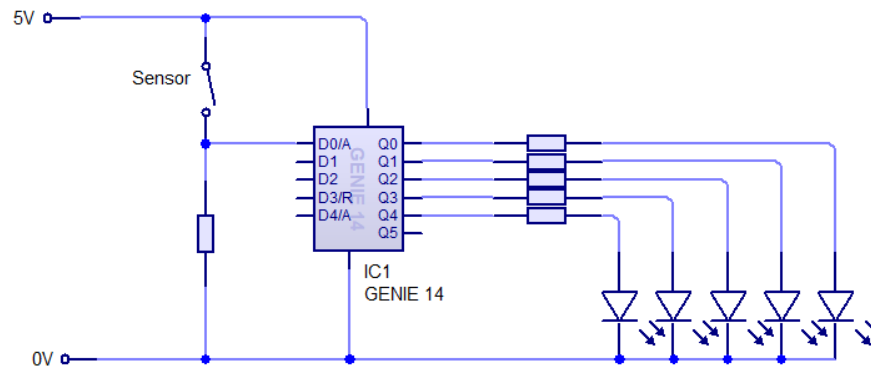 5V
Sensor
D0/A Q0
D1 Q1
D2 Q2
D3/R Q3
D4/A Q4
Q5
GENIE 14
IC1
GENIE 14
0V